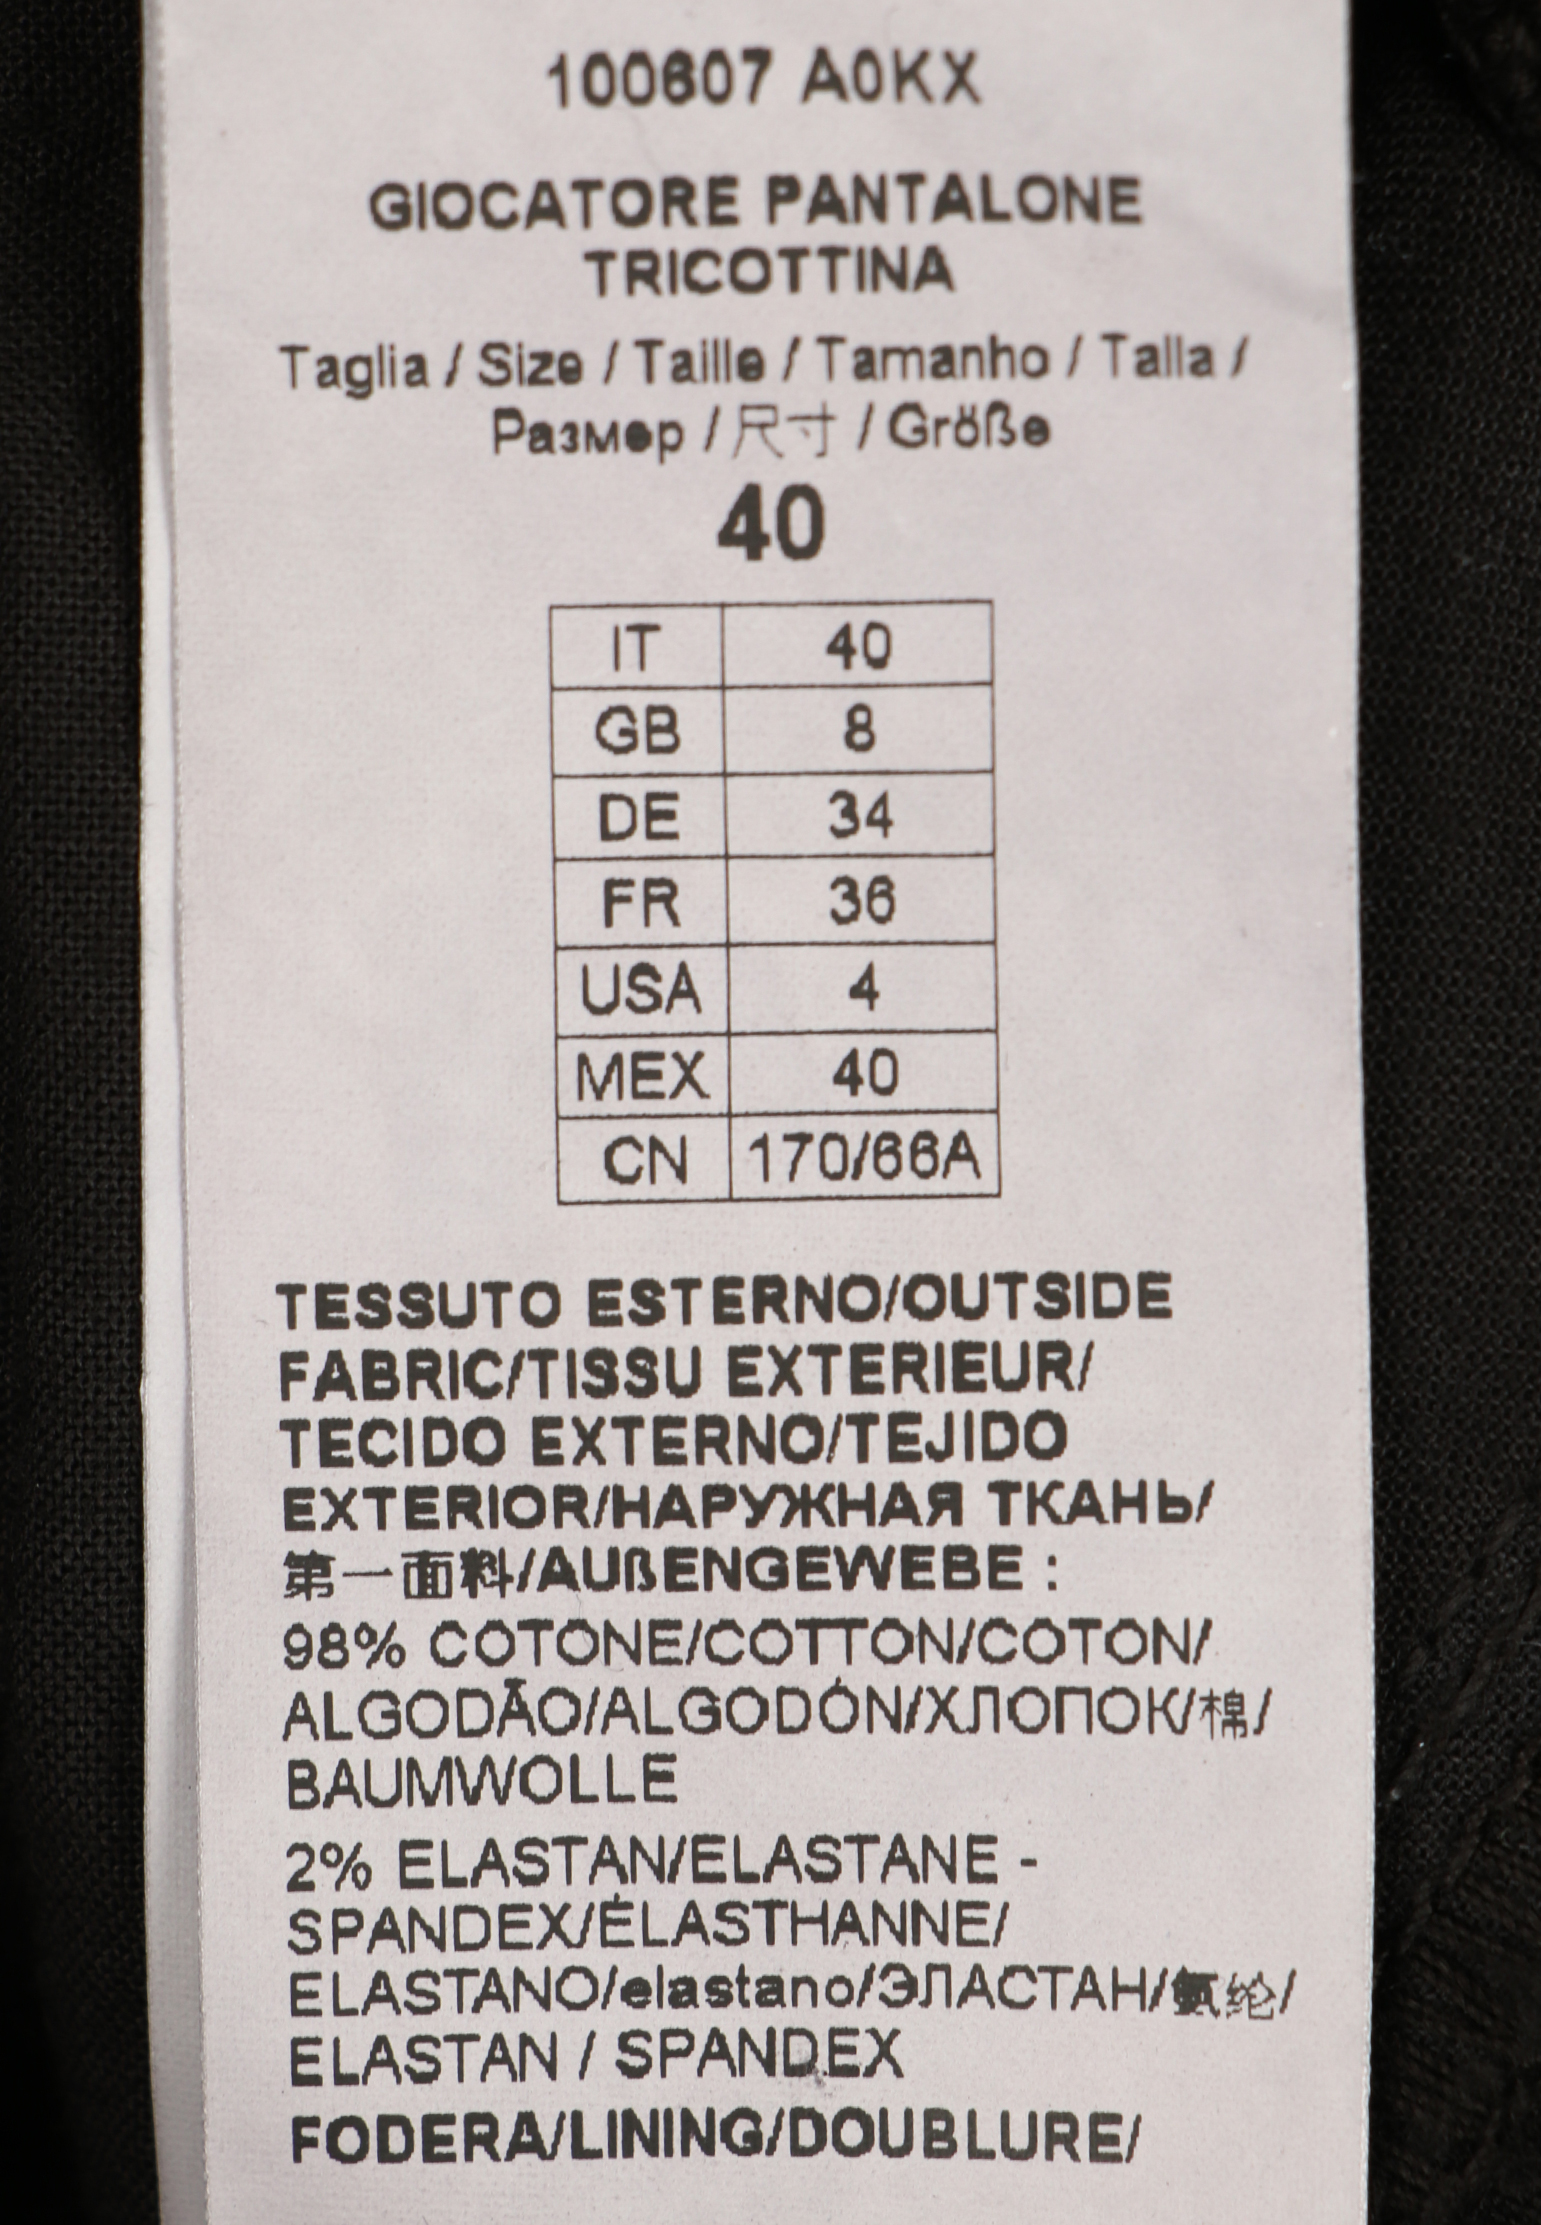 100607 A0KX
GIOCATORE PANTALONE
TRICOTTINA
Taglia / Size / Taille / Tamanho / Talla /
Размер / 尺寸 / Größe
40
IT 40
GB 8
DE 34
FR 36
USA 4
MEX 40
CN 170/66A
TESSUTO ESTERNO/OUTSIDE
FABRIC/TISSU EXTERIEUR/
TECIDO EXTERNO/TEJIDO
EXTERIOR/НАРУЖНАЯ ТКАНЬ/
第一面料/AUßENGEWEBE :
98% COTONE/COTTON/COTON/
ALGODÃO/ALGODÓN/ХЛОПОК/棉/
BAUMWOLLE
2% ELASTAN/ELASTANE -
SPANDEX/ÉLASTHANNE/
ELASTANO/elastano/ЭЛАСТАН/氨纶/
ELASTAN / SPANDEX
FODERA/LINING/DOUBLURE/